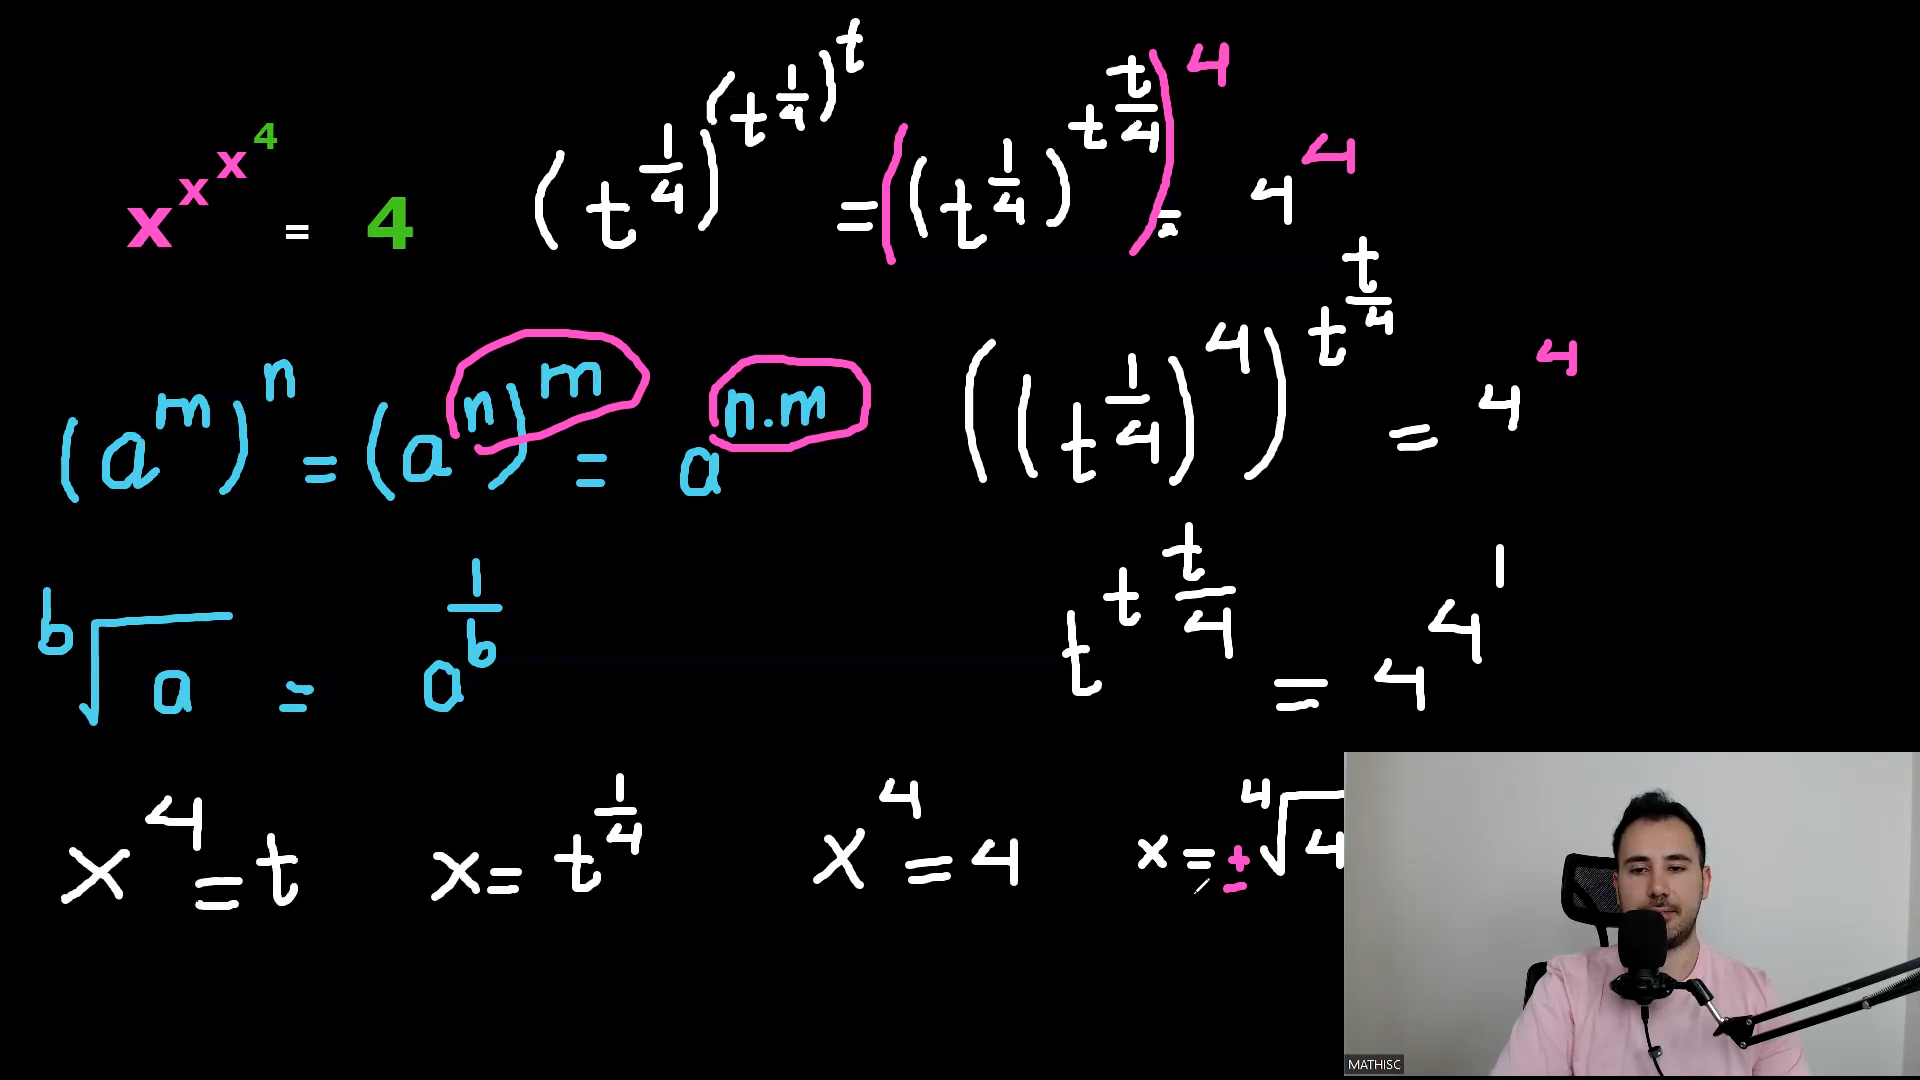 x^x^x^4 = 4
(t^(1/4))^(t^(1/4))^t = ((t^(1/4))^t^(t/4))^4 = 4^4
(a^m)^n = (a^n)^m = a^(n.m)
((t^(1/4))^4)^t^(t/4) = 4^4
b√a = a^(1/b)
t^t^(t/4) = 4^4^1
x^4 = t
x = t^(1/4)
x^4 = 4
x = ± 4√4
MATHISC